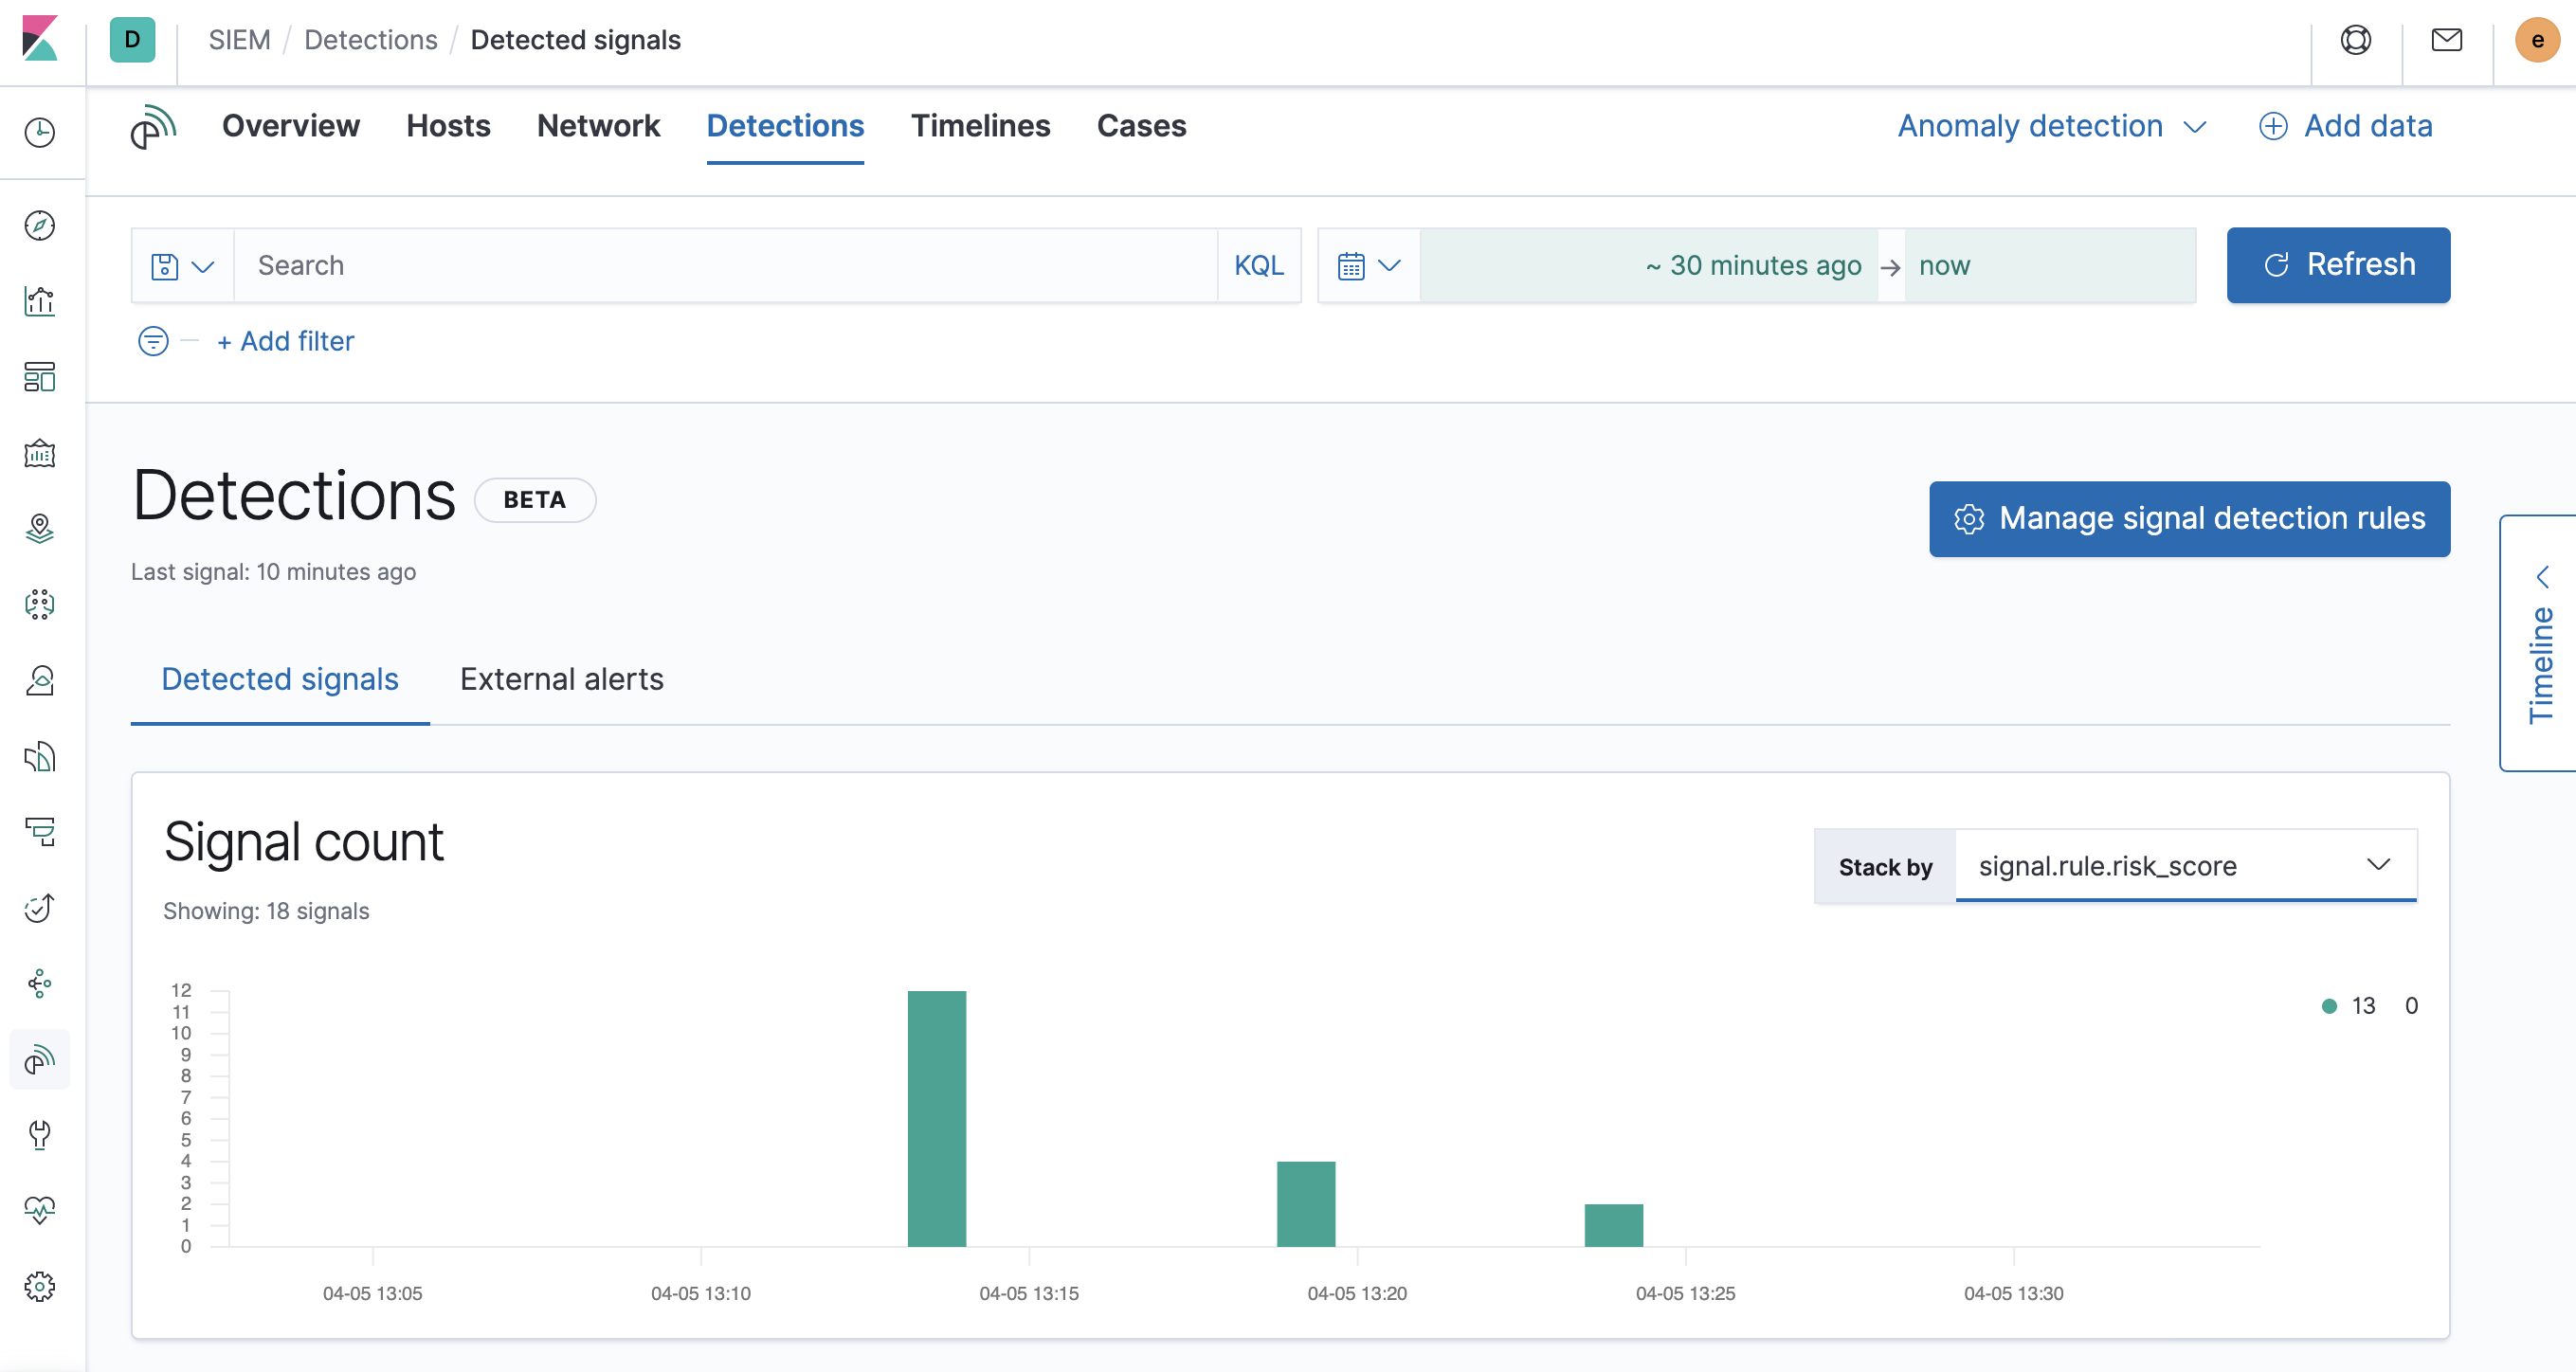 D SIEM / Detections / Detected signals e
Overview Hosts Network Detections Timelines Cases Anomaly detection Add data
Search KQL ~ 30 minutes ago → now Refresh
+ Add filter
Detections BETA
Manage signal detection rules
Last signal: 10 minutes ago
Timeline
Detected signals External alerts
Signal count
Stack by signal.rule.risk_score
Showing: 18 signals
13 0
12
11
10
9
8
7
6
5
4
3
2
1
0
04-05 13:05 04-05 13:10 04-05 13:15 04-05 13:20 04-05 13:25 04-05 13:30